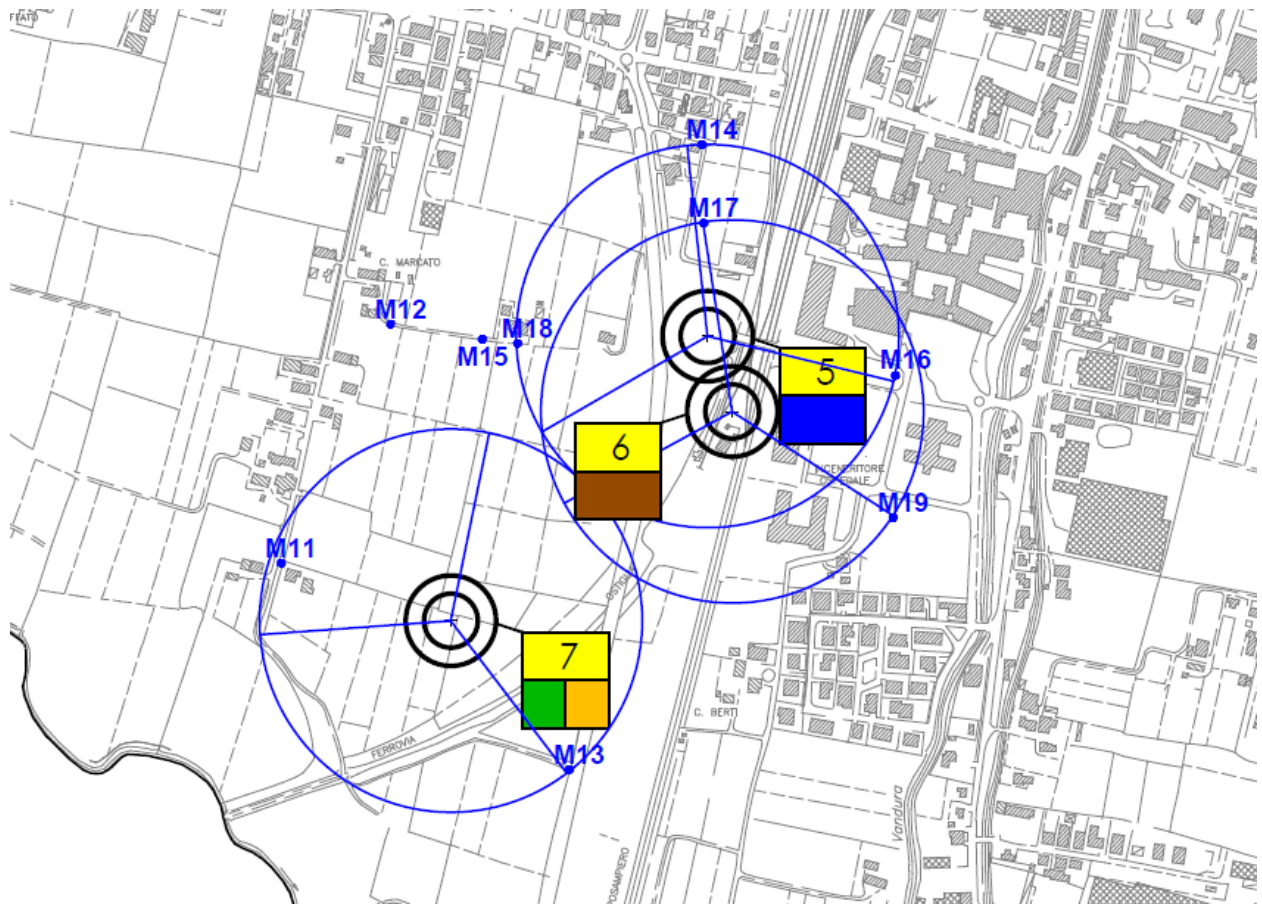 M14
M17
C. MARCATO
M12
M18
M15
5
M16
6
INCENERITORE
M19
M11
7
C. BERTI
FERROVIA
M13
Vandura